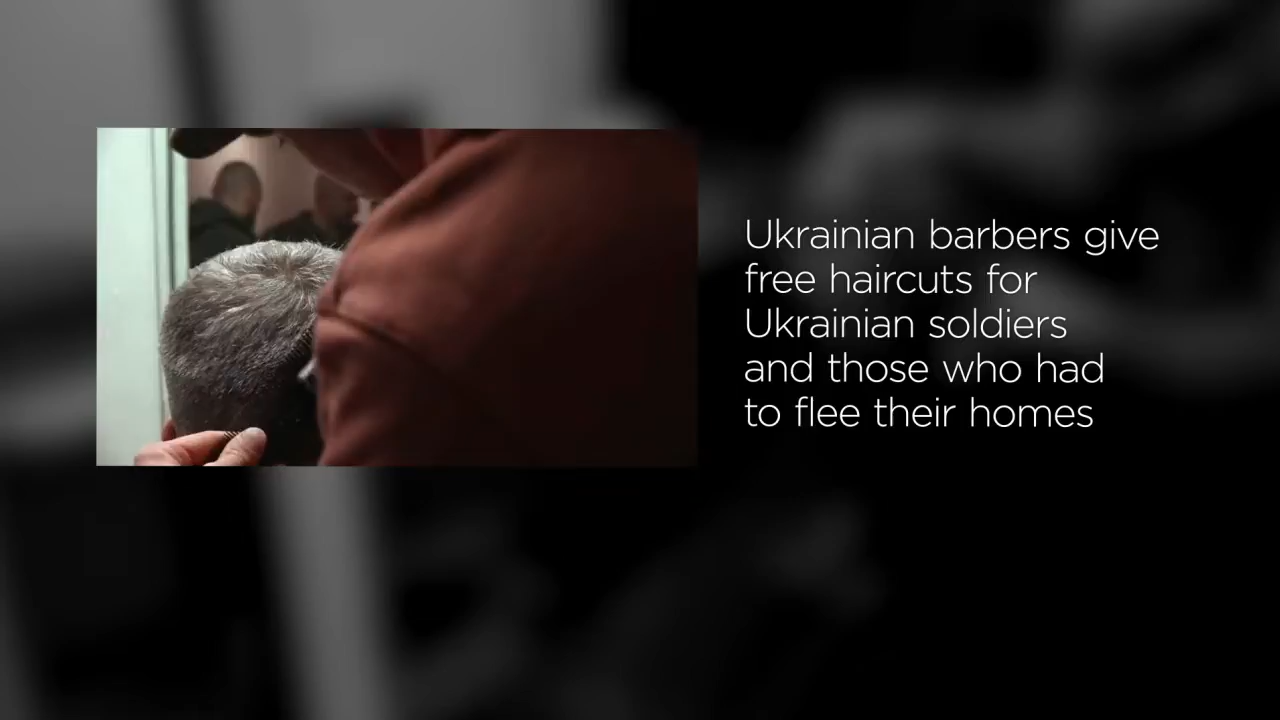 Ukrainian barbers give
free haircuts for
Ukrainian soldiers
and those who had
to flee their homes